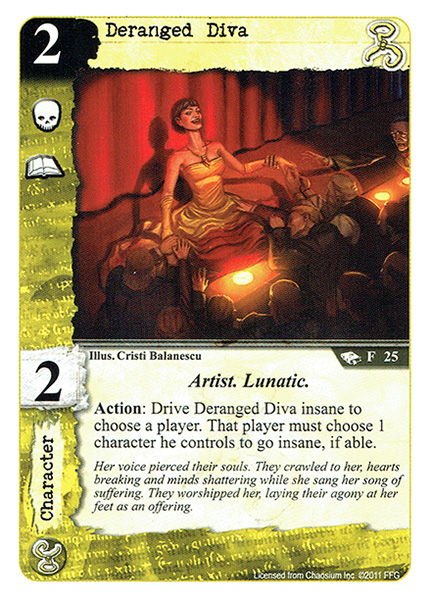 2
Deranged Diva
Illus. Cristi Balanescu
F 25
2
Artist. Lunatic.
Action: Drive Deranged Diva insane to
choose a player. That player must choose 1
character he controls to go insane, if able.
Her voice pierced their souls. They crawled to her, hearts
breaking and minds shattering while she sang her song of
suffering. They worshipped her, laying their agony at her
feet as an offering.
Character
Licensed from Chaosium Inc. ©2011 FFG